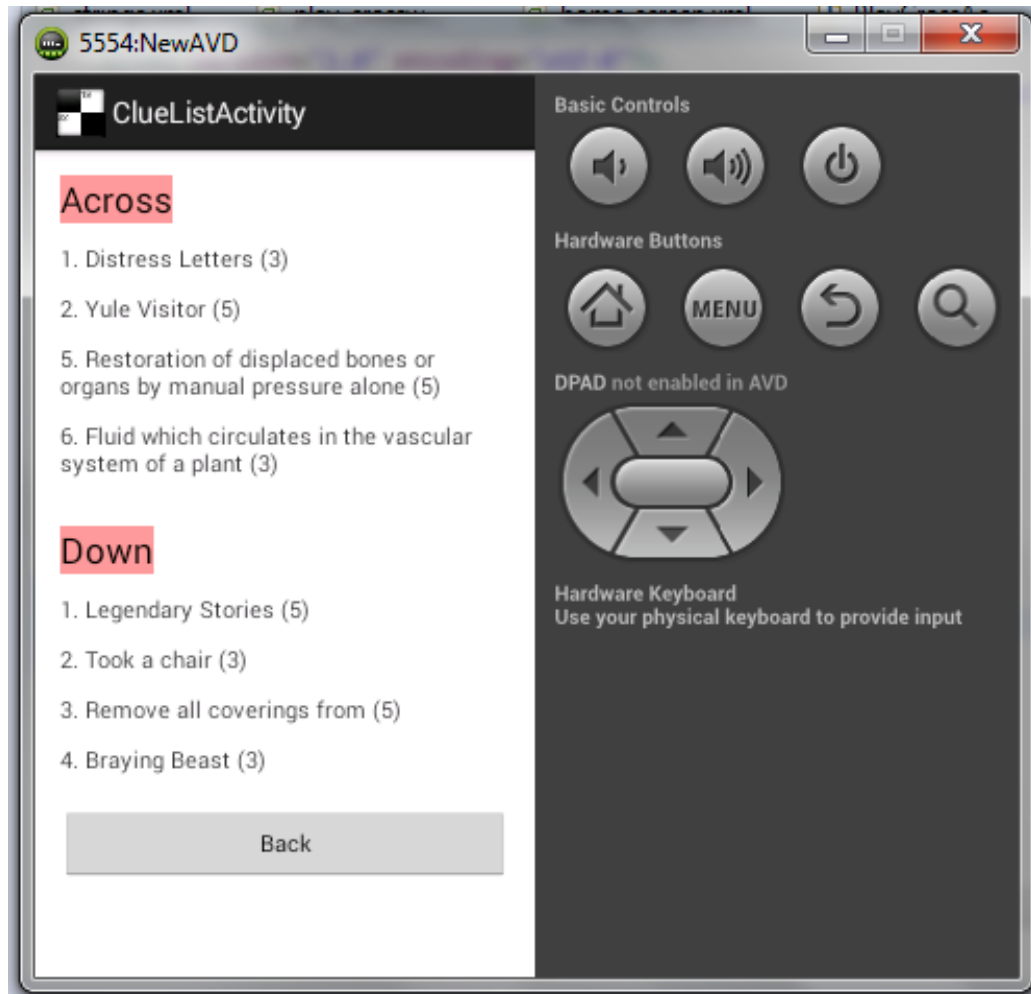 5554:NewAVD
ClueListActivity
Across
1. Distress Letters (3)
2. Yule Visitor (5)
5. Restoration of displaced bones or
organs by manual pressure alone (5)
6. Fluid which circulates in the vascular
system of a plant (3)
Down
1. Legendary Stories (5)
2. Took a chair (3)
3. Remove all coverings from (5)
4. Braying Beast (3)
Back
Basic Controls
Hardware Buttons
MENU
DPAD not enabled in AVD
Hardware Keyboard
Use your physical keyboard to provide input